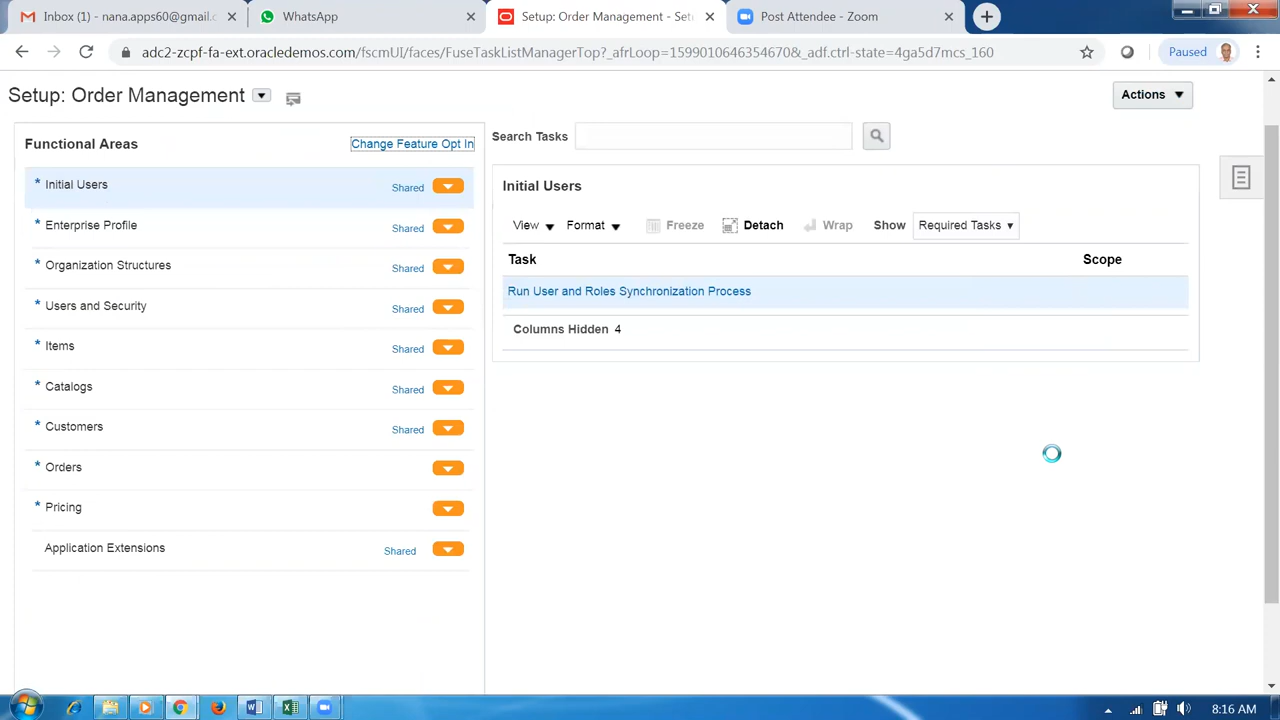 Inbox (1) - nana.apps60@gmail.c
WhatsApp
Setup: Order Management - Setu
Post Attendee - Zoom
adc2-zcpf-fa-ext.oracledemos.com/fscmUI/faces/FuseTaskListManagerTop?_afrLoop=1599010646354670&_adf.ctrl-state=4ga5d7mcs_160
Paused
Setup: Order Management
Actions
Functional Areas
Change Feature Opt In
Search Tasks
* Initial Users Shared
* Enterprise Profile Shared
* Organization Structures Shared
* Users and Security Shared
* Items Shared
* Catalogs Shared
* Customers Shared
* Orders
* Pricing
Application Extensions Shared
Initial Users
View Format Freeze Detach Wrap Show Required Tasks
Task Scope
Run User and Roles Synchronization Process
Columns Hidden 4
8:16 AM